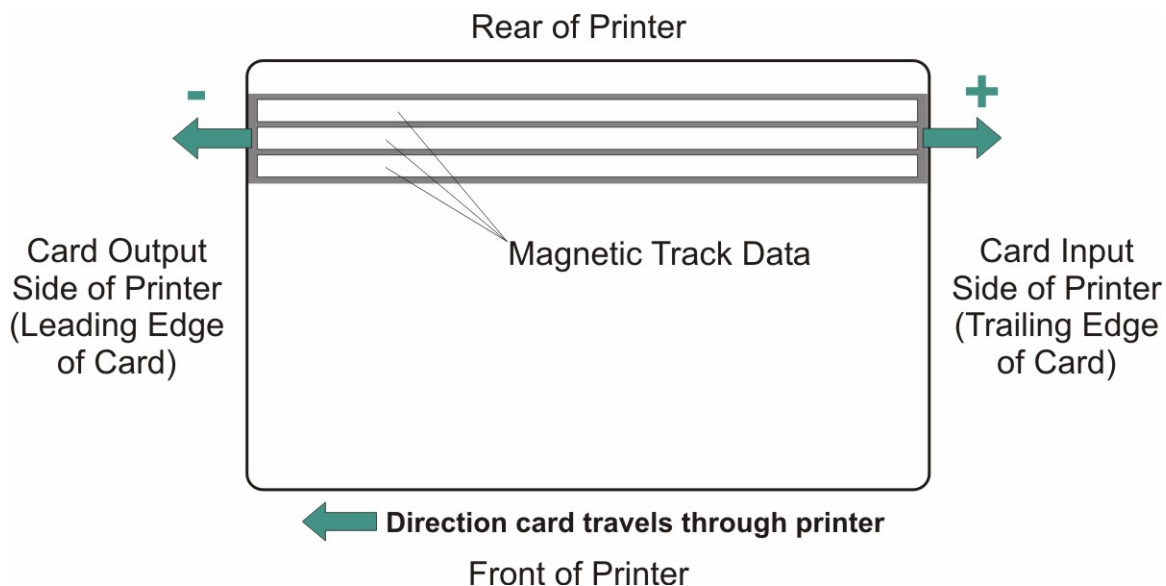 Rear of Printer
-
+
Card Output
Side of Printer
(Leading Edge
of Card)
Magnetic Track Data
Card Input
Side of Printer
(Trailing Edge
of Card)
Direction card travels through printer
Front of Printer